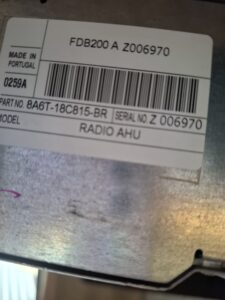 FDB200 A Z006970
MADE IN
PORTUGAL
0259A
PART NO. 8A6T-18C815-BR SERIAL NO. Z 006970
MODEL RADIO AHU